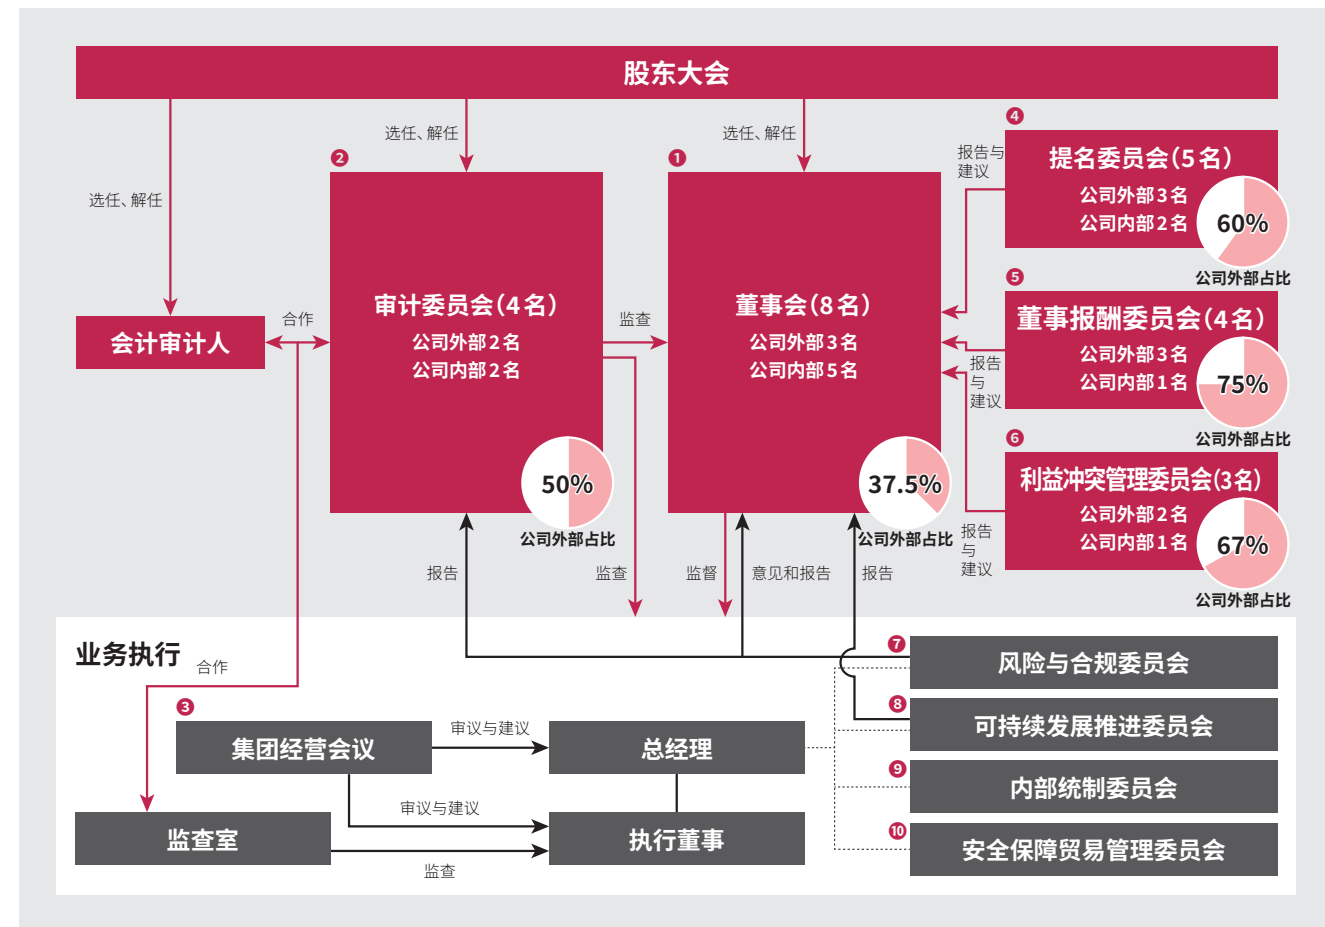 股东大会
选任、解任
选任、解任
选任、解任
❹
提名委员会（5名）
公司外部3名
公司内部2名
60%
公司外部占比
报告与
建议
❷
审计委员会（4名）
公司外部2名
公司内部2名
50%
公司外部占比
❶
董事会（8名）
公司外部3名
公司内部5名
37.5%
公司外部占比
❺
董事报酬委员会（4名）
公司外部3名
公司内部1名
75%
公司外部占比
报告
与
建议
会计审计人
合作
监查
❻
利益冲突管理委员会（3名）
公司外部2名
公司内部1名
67%
公司外部占比
报告
与
建议
报告
监查
监督
意见和报告
报告
业务执行
合作
❸
集团经营会议
审议与建议
总经理
审议与建议
监查室
监查
执行董事
❼
风险与合规委员会
❽
可持续发展推进委员会
❾
内部统制委员会
❿
安全保障贸易管理委员会